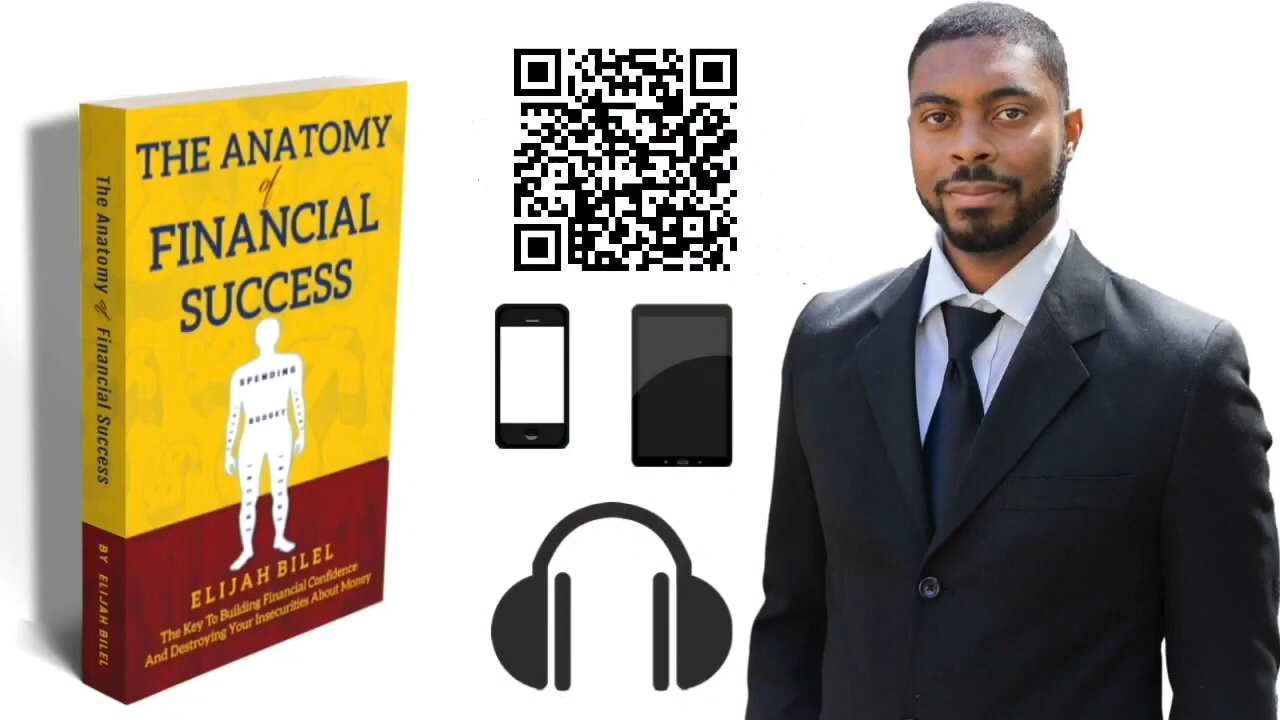 THE ANATOMY
of
FINANCIAL
SUCCESS
SPENDING
BUDGET
ELIJAH BILEL
The Key To Building Financial Confidence
And Destroying Your Insecurities About Money
The Anatomy of Financial Success
BY ELIJAH BILEL